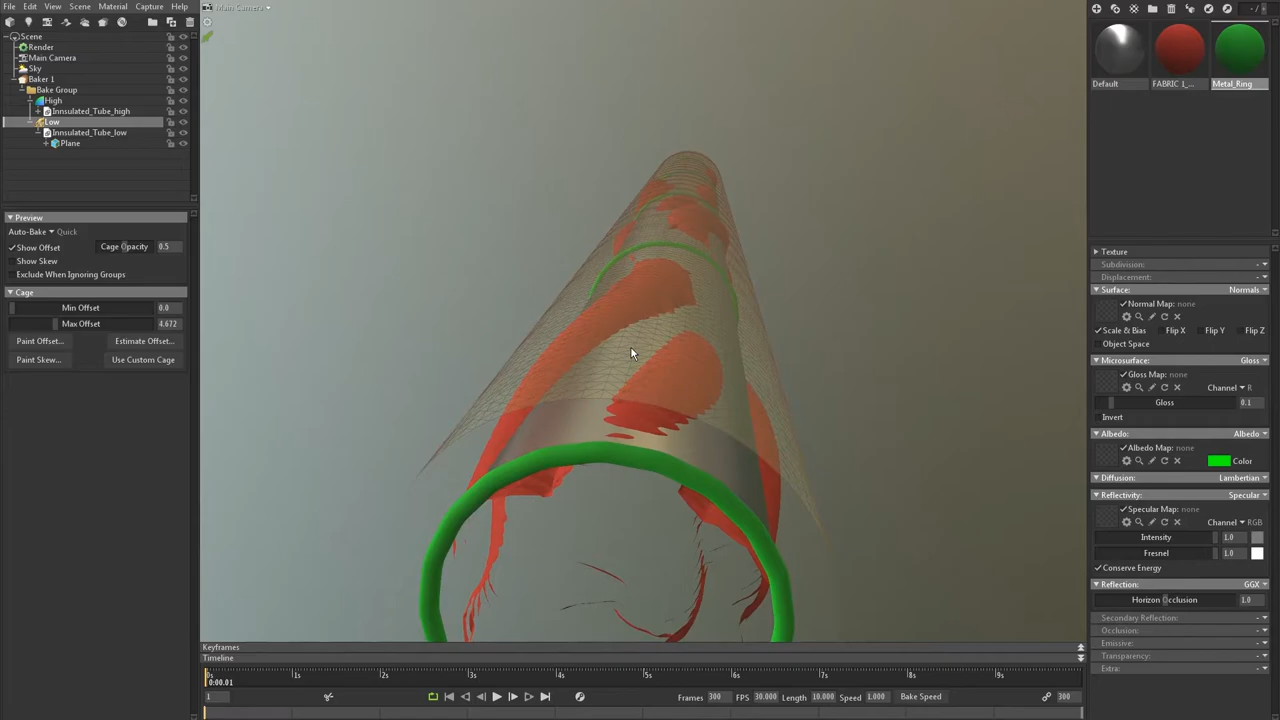 File Edit View Scene Material Capture Help
Main Camera
- /
Scene
Render
Main Camera
Sky
Baker 1
Bake Group
High
Innsulated_Tube_high
Low
Innsulated_Tube_low
Plane
Preview
Auto-Bake Quick
Show Offset Cage Opacity 0.5
Show Skew
Exclude When Ignoring Groups
Cage
Min Offset 0.0
Max Offset 4.672
Paint Offset... Estimate Offset...
Paint Skew... Use Custom Cage
Default FABRIC 1_... Metal_Ring
Texture
Subdivision:
Displacement:
Surface: Normals
Normal Map: none
Scale & Bias Flip X Flip Y Flip Z
Object Space
Microsurface: Gloss
Gloss Map: none
Channel R
Gloss 0.1
Invert
Albedo: Albedo
Albedo Map: none
Color
Diffusion: Lambertian
Reflectivity: Specular
Specular Map: none
Channel RGB
Intensity 1.0
Fresnel 1.0
Conserve Energy
Reflection: GGX
Horizon Occlusion 1.0
Secondary Reflection:
Occlusion:
Emissive:
Transparency:
Extra:
Keyframes
Timeline
0s 1s 2s 3s 4s 5s 6s 7s 8s 9s
0:00.01
1 Frames 300 FPS 30.000 Length 10.000 Speed 1.000 Bake Speed 300